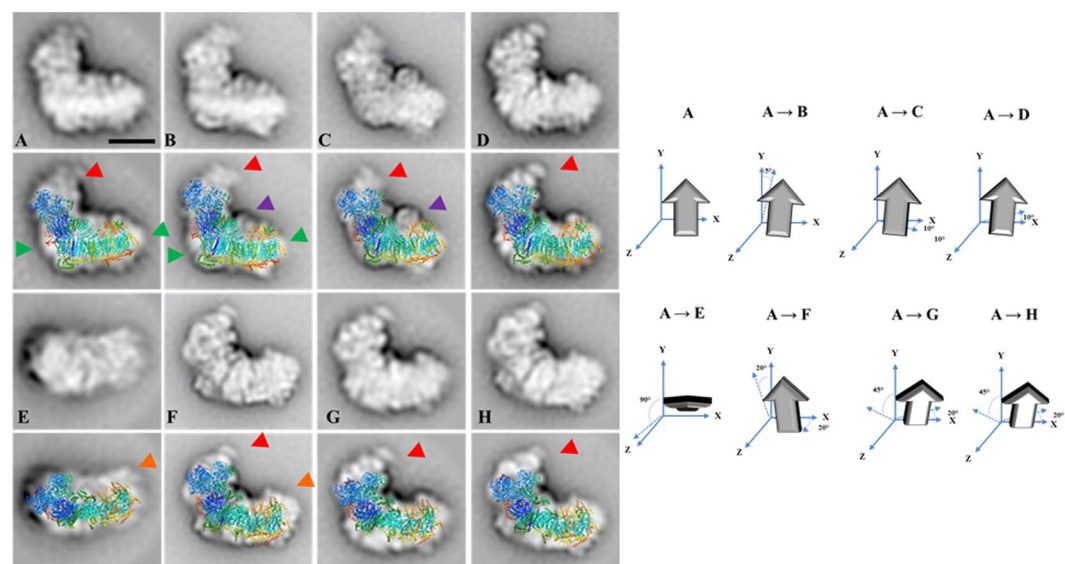 A
B
C
D
E
F
G
H
A
A → B
A → C
A → D
Y
5°
X
Z
Y
X
Z
Y
X
10°
10°
Z
Y
X
10°
Z
A → E
A → F
A → G
A → H
Y
90°
X
Z
Y
20°
X
20°
Z
Y
45°
20°
X
Z
Y
45°
20°
X
Z